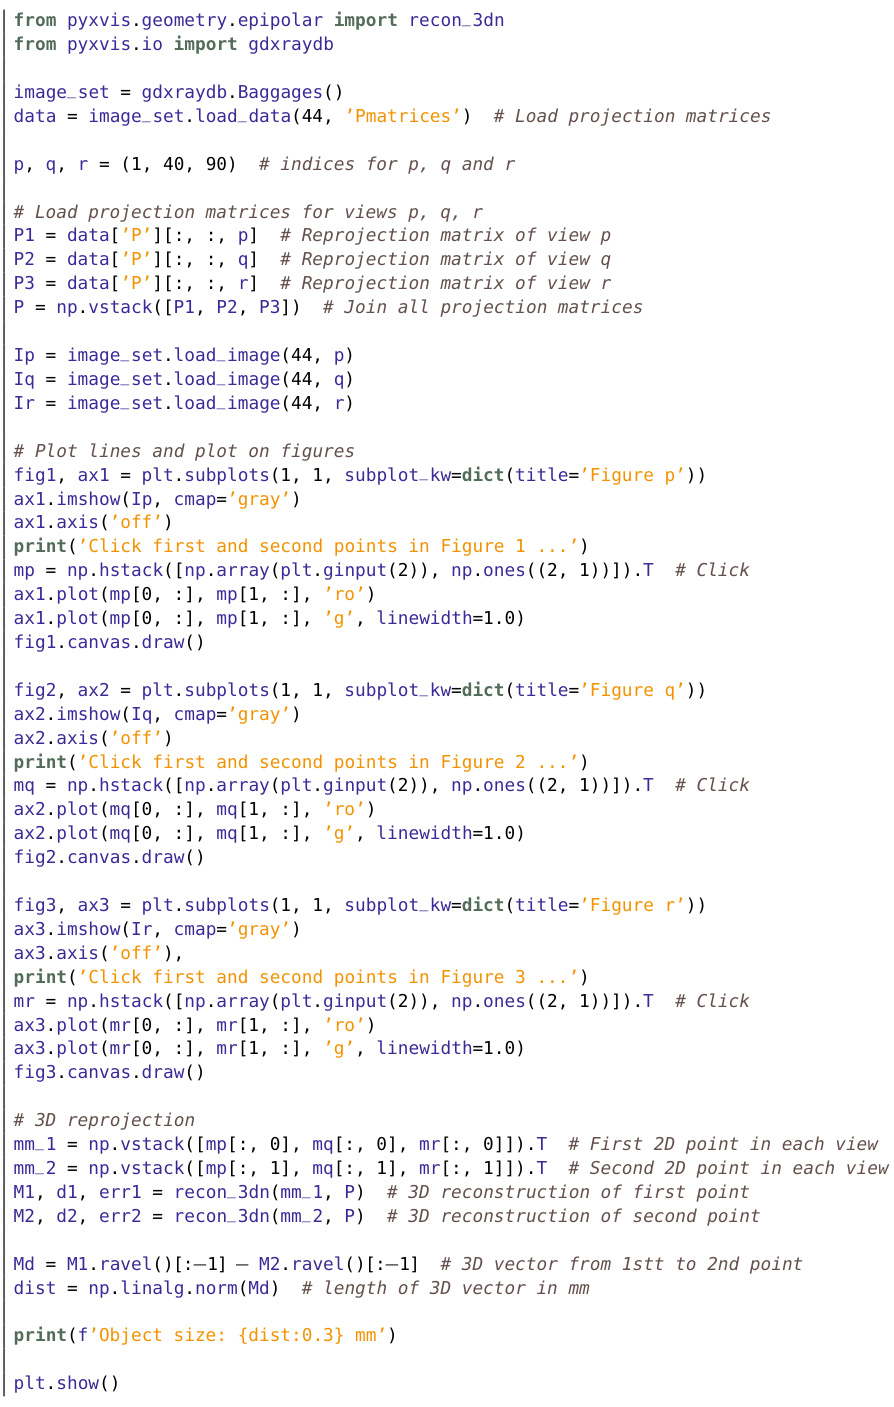 from pyxvis.geometry.epipolar import recon_3dn
from pyxvis.io import gdxraydb

image_set = gdxraydb.Baggages()
data = image_set.load_data(44, ’Pmatrices’)  # Load projection matrices

p, q, r = (1, 40, 90)  # indices for p, q and r

# Load projection matrices for views p, q, r
P1 = data[’P’][:, :, p]  # Reprojection matrix of view p
P2 = data[’P’][:, :, q]  # Reprojection matrix of view q
P3 = data[’P’][:, :, r]  # Reprojection matrix of view r
P = np.vstack([P1, P2, P3])  # Join all projection matrices

Ip = image_set.load_image(44, p)
Iq = image_set.load_image(44, q)
Ir = image_set.load_image(44, r)

# Plot lines and plot on figures
fig1, ax1 = plt.subplots(1, 1, subplot_kw=dict(title=’Figure p’))
ax1.imshow(Ip, cmap=’gray’)
ax1.axis(’off’)
print(’Click first and second points in Figure 1 ...’)
mp = np.hstack([np.array(plt.ginput(2)), np.ones((2, 1))]).T  # Click
ax1.plot(mp[0, :], mp[1, :], ’ro’)
ax1.plot(mp[0, :], mp[1, :], ’g’, linewidth=1.0)
fig1.canvas.draw()

fig2, ax2 = plt.subplots(1, 1, subplot_kw=dict(title=’Figure q’))
ax2.imshow(Iq, cmap=’gray’)
ax2.axis(’off’)
print(’Click first and second points in Figure 2 ...’)
mq = np.hstack([np.array(plt.ginput(2)), np.ones((2, 1))]).T  # Click
ax2.plot(mq[0, :], mq[1, :], ’ro’)
ax2.plot(mq[0, :], mq[1, :], ’g’, linewidth=1.0)
fig2.canvas.draw()

fig3, ax3 = plt.subplots(1, 1, subplot_kw=dict(title=’Figure r’))
ax3.imshow(Ir, cmap=’gray’)
ax3.axis(’off’),
print(’Click first and second points in Figure 3 ...’)
mr = np.hstack([np.array(plt.ginput(2)), np.ones((2, 1))]).T  # Click
ax3.plot(mr[0, :], mr[1, :], ’ro’)
ax3.plot(mr[0, :], mr[1, :], ’g’, linewidth=1.0)
fig3.canvas.draw()

# 3D reprojection
mm_1 = np.vstack([mp[:, 0], mq[:, 0], mr[:, 0]]).T  # First 2D point in each view
mm_2 = np.vstack([mp[:, 1], mq[:, 1], mr[:, 1]]).T  # Second 2D point in each view
M1, d1, err1 = recon_3dn(mm_1, P)  # 3D reconstruction of first point
M2, d2, err2 = recon_3dn(mm_2, P)  # 3D reconstruction of second point

Md = M1.ravel()[:−1] − M2.ravel()[:−1]  # 3D vector from 1stt to 2nd point
dist = np.linalg.norm(Md)  # length of 3D vector in mm

print(f’Object size: {dist:0.3} mm’)

plt.show()